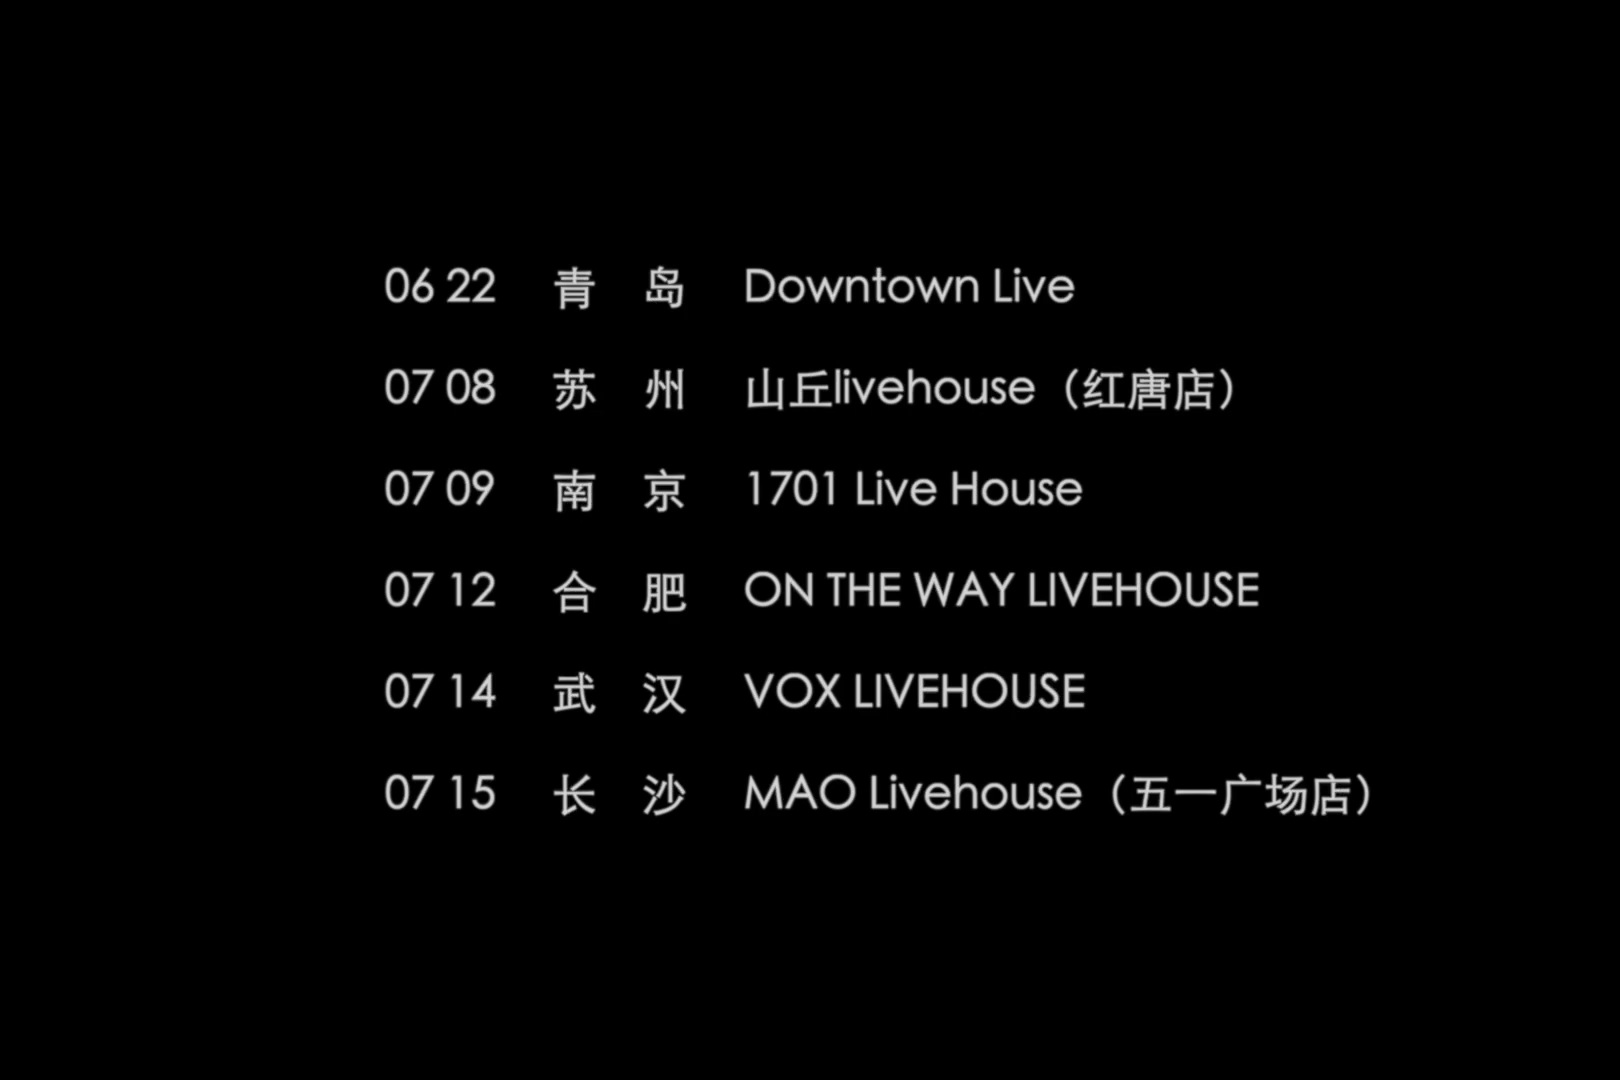 06 22 青 岛 Downtown Live
07 08 苏 州 山丘livehouse（红唐店）
07 09 南 京 1701 Live House
07 12 合 肥 ON THE WAY LIVEHOUSE
07 14 武 汉 VOX LIVEHOUSE
07 15 长 沙 MAO Livehouse（五一广场店）